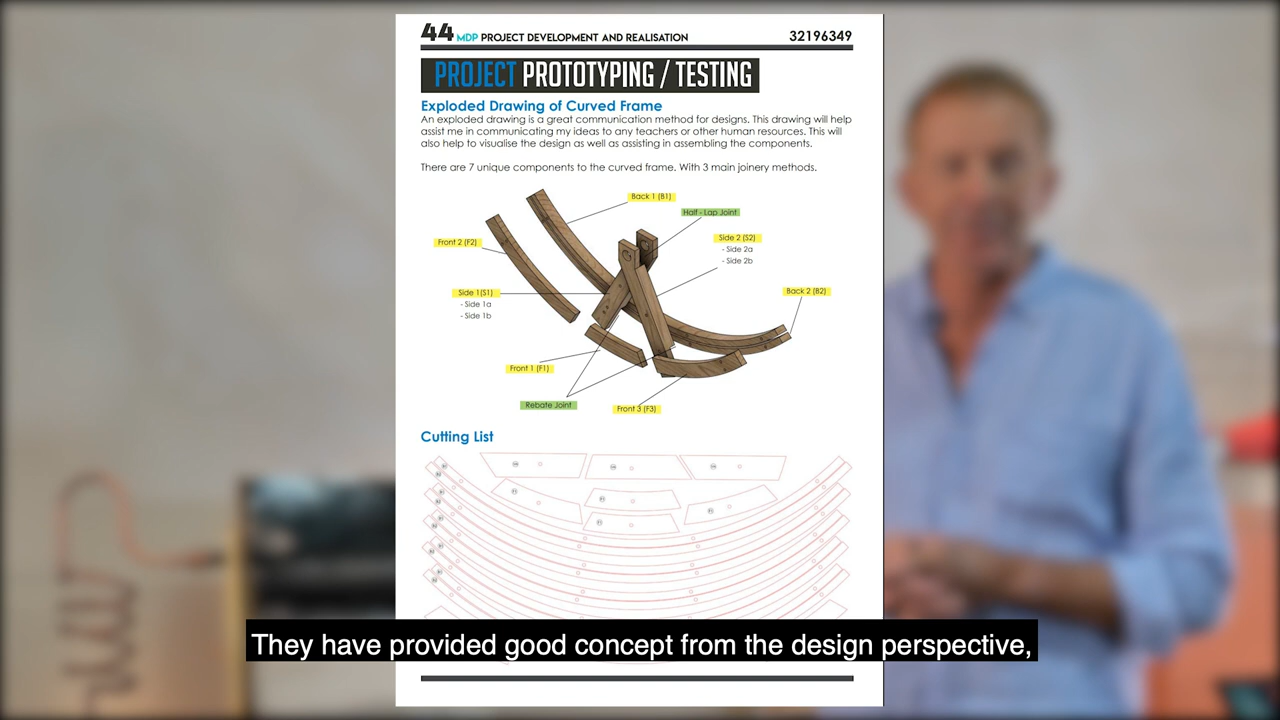 44 MDP PROJECT DEVELOPMENT AND REALISATION 32196349
PROJECT PROTOTYPING / TESTING
Exploded Drawing of Curved Frame
An exploded drawing is a great communication method for designs. This drawing will help
assist me in communicating my ideas to any teachers or other human resources. This will
also help to visualise the design as well as assisting in assembling the components.
There are 7 unique components to the curved frame. With 3 main joinery methods.
Back 1 (B1)
Half - Lap Joint
Front 2 (F2)
Side 2 (S2)
- Side 2a
- Side 2b
Side 1(S1)
- Side 1a
- Side 1b
Back 2 (B2)
Front 1 (F1)
Rebate Joint
Front 3 (F3)
Cutting List
They have provided good concept from the design perspective,